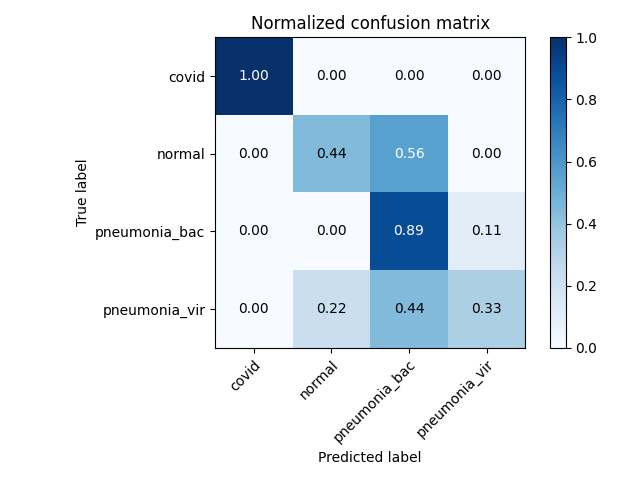 Normalized confusion matrix
True label
covid
1.00 0.00 0.00 0.00
normal
0.00 0.44 0.56 0.00
pneumonia_bac
0.00 0.00 0.89 0.11
pneumonia_vir
0.00 0.22 0.44 0.33
covid
normal
pneumonia_bac
pneumonia_vir
Predicted label
1.0
0.8
0.6
0.4
0.2
0.0